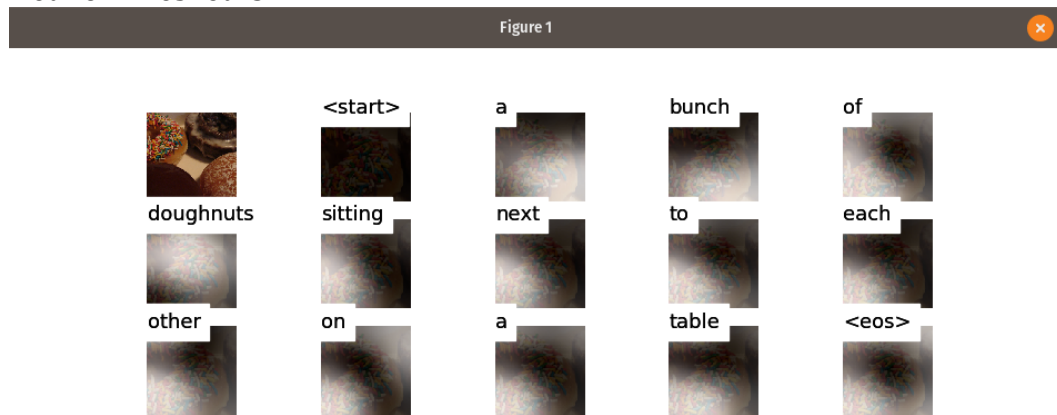 Figure 1
<start> a bunch of
doughnuts sitting next to each
other on a table <eos>